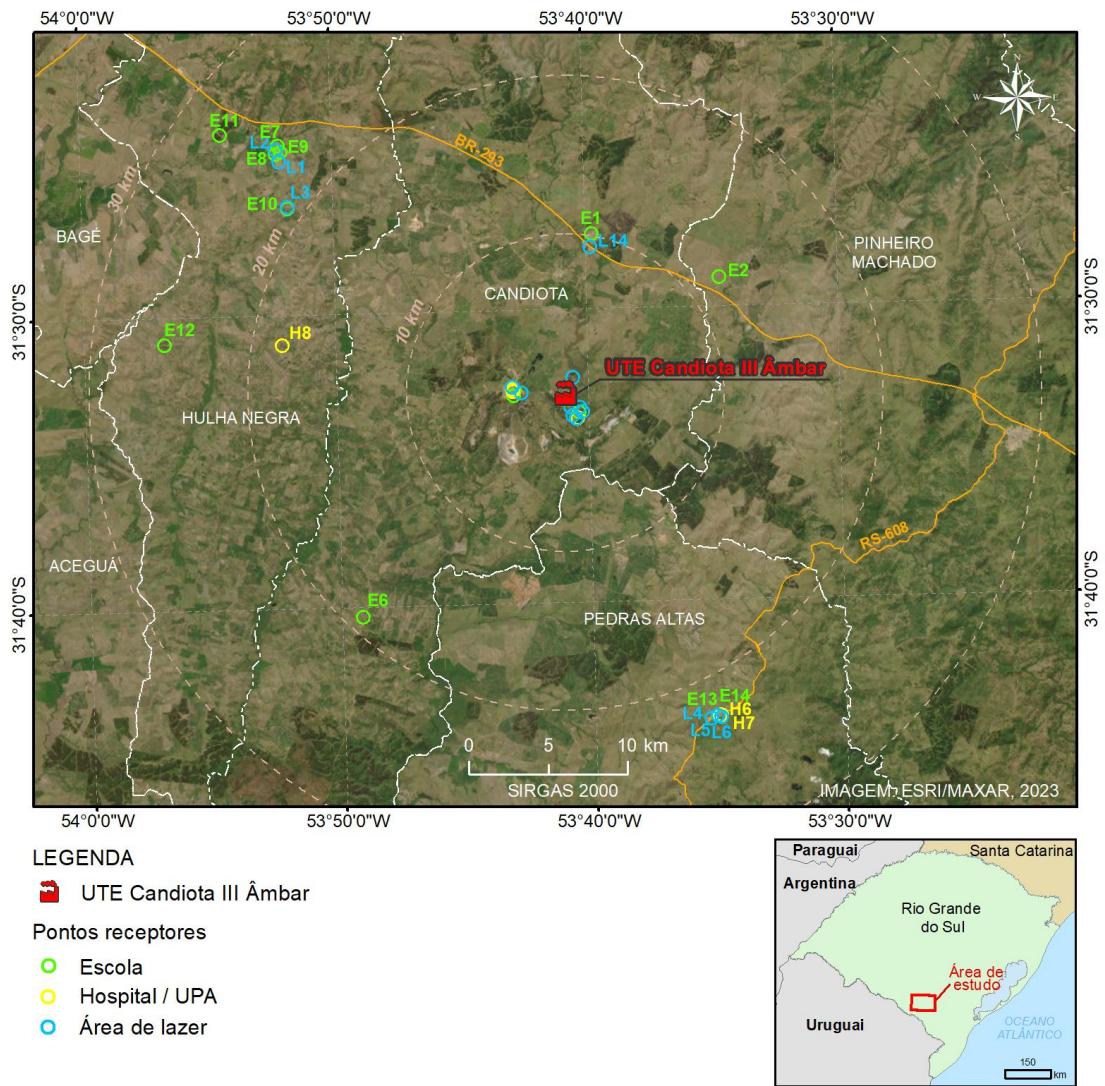 54°0'0"W
53°50'0"W
53°40'0"W
53°30'0"W
N
W
E
S
E11
E7
L2
E9
E8
L1
BR-293
30 km
L3
E10
E1
BAGÉ
20 km
L14
PINHEIRO
MACHADO
E2
CANDIOTA
10 km
31°30'0"S
31°30'0"S
E12
H8
UTE Candiota III Âmbar
HULHA NEGRA
RS-608
ACEGUÁ
E6
PEDRAS ALTAS
31°40'0"S
31°40'0"S
E13
E14
L4
H6
L5
L6
H7
0
5
10 km
SIRGAS 2000
IMAGEM: ESRI/MAXAR, 2023
54°0'0"W
53°50'0"W
53°40'0"W
53°30'0"W
LEGENDA
UTE Candiota III Âmbar
Pontos receptores
Escola
Hospital / UPA
Área de lazer
Paraguai
Santa Catarina
Argentina
Rio Grande
do Sul
Área de
estudo
Uruguai
OCEANO
ATLÂNTICO
150
km